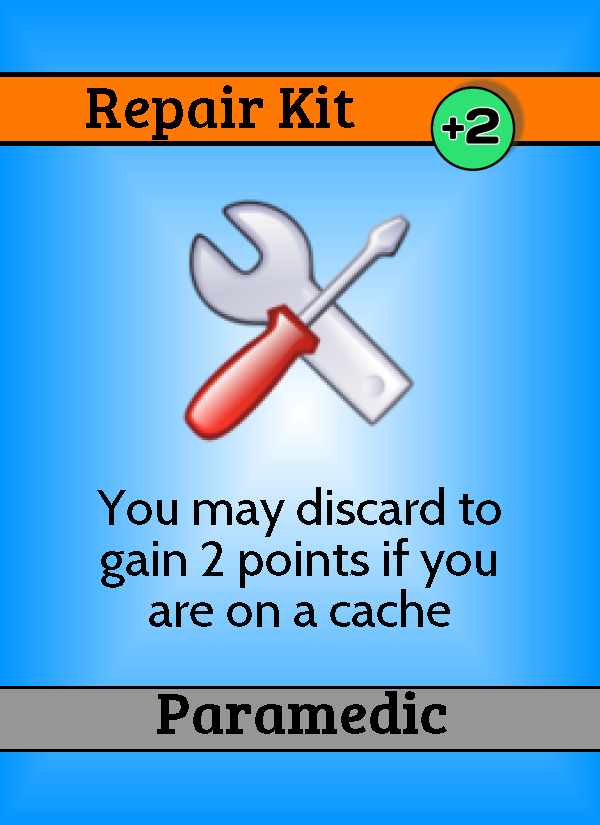 Repair Kit
+2
You may discard to
gain 2 points if you
are on a cache
Paramedic